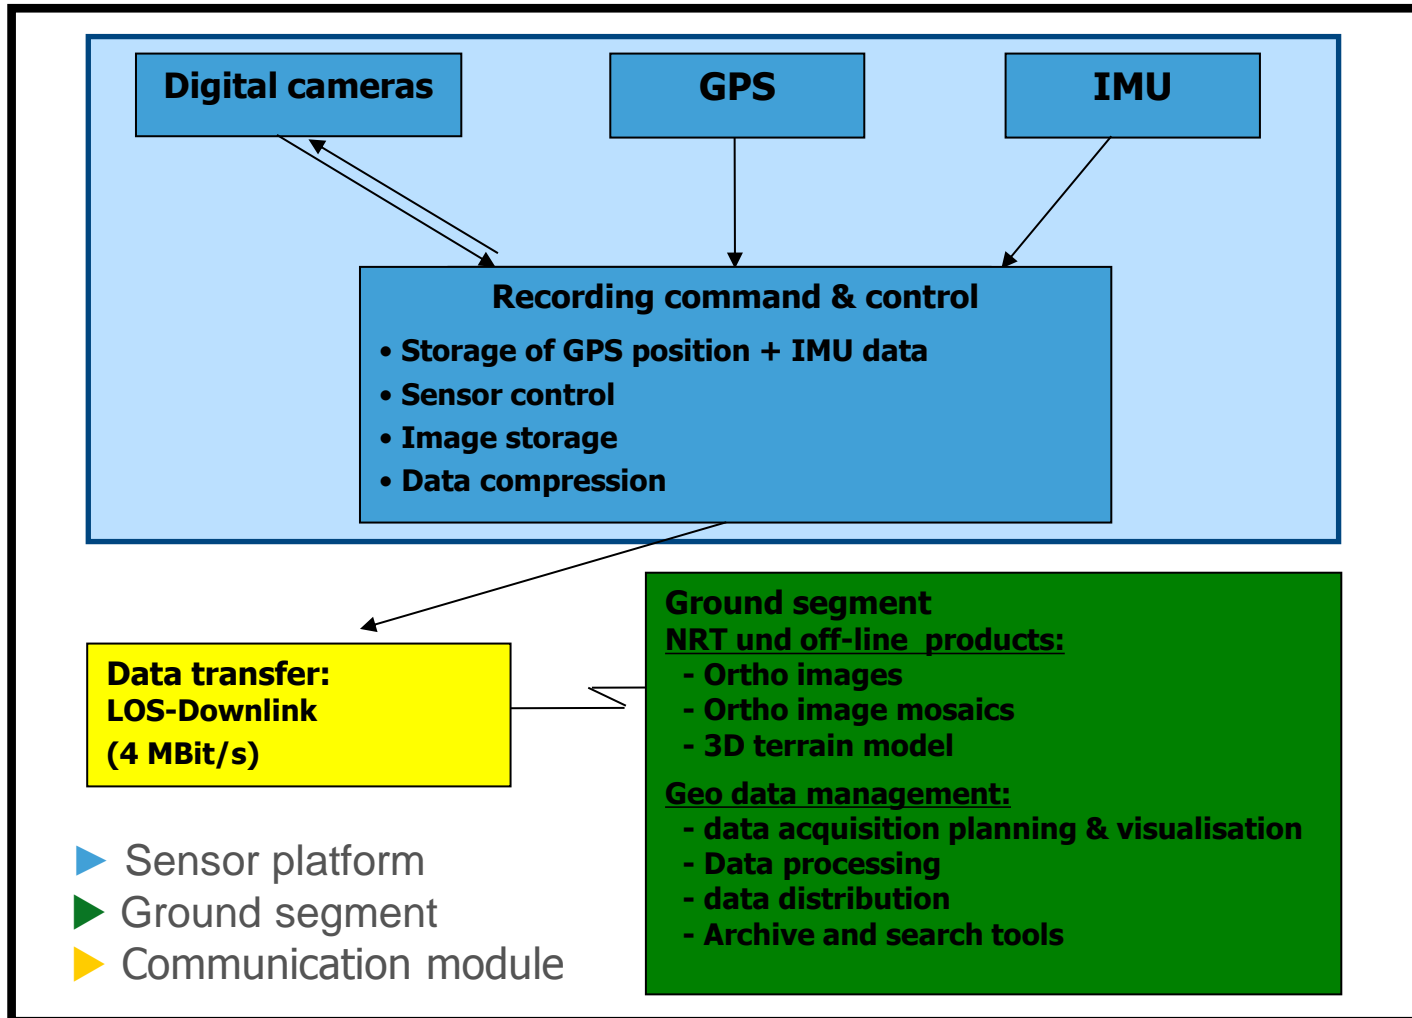 Digital cameras
GPS
IMU
Recording command & control
• Storage of GPS position + IMU data
• Sensor control
• Image storage
• Data compression
Data transfer:
LOS-Downlink
(4 MBit/s)
Ground segment
NRT und off-line products:
- Ortho images
- Ortho image mosaics
- 3D terrain model
Geo data management:
- data acquisition planning & visualisation
- Data processing
- data distribution
- Archive and search tools
Sensor platform
Ground segment
Communication module